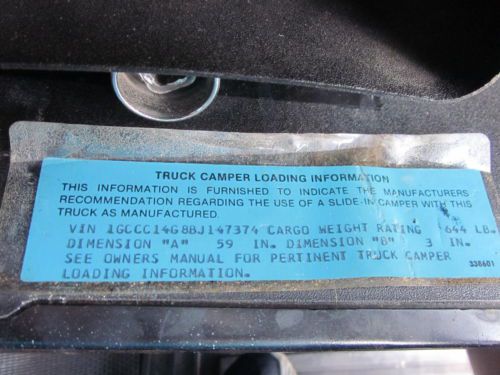 TRUCK CAMPER LOADING INFORMATION
THIS INFORMATION IS FURNISHED TO INDICATE THE MANUFACTURERS
RECOMMENDATION REGARDING THE USE OF A SLIDE-IN CAMPER WITH THIS
TRUCK AS MANUFACTURED.
VIN 1GCCC14G8BJ147374 CARGO WEIGHT RATING 644 LB.
DIMENSION "A" 59 IN. DIMENSION "B" 3 IN.
SEE OWNERS MANUAL FOR PERTINENT TRUCK CAMPER
LOADING INFORMATION. 338601